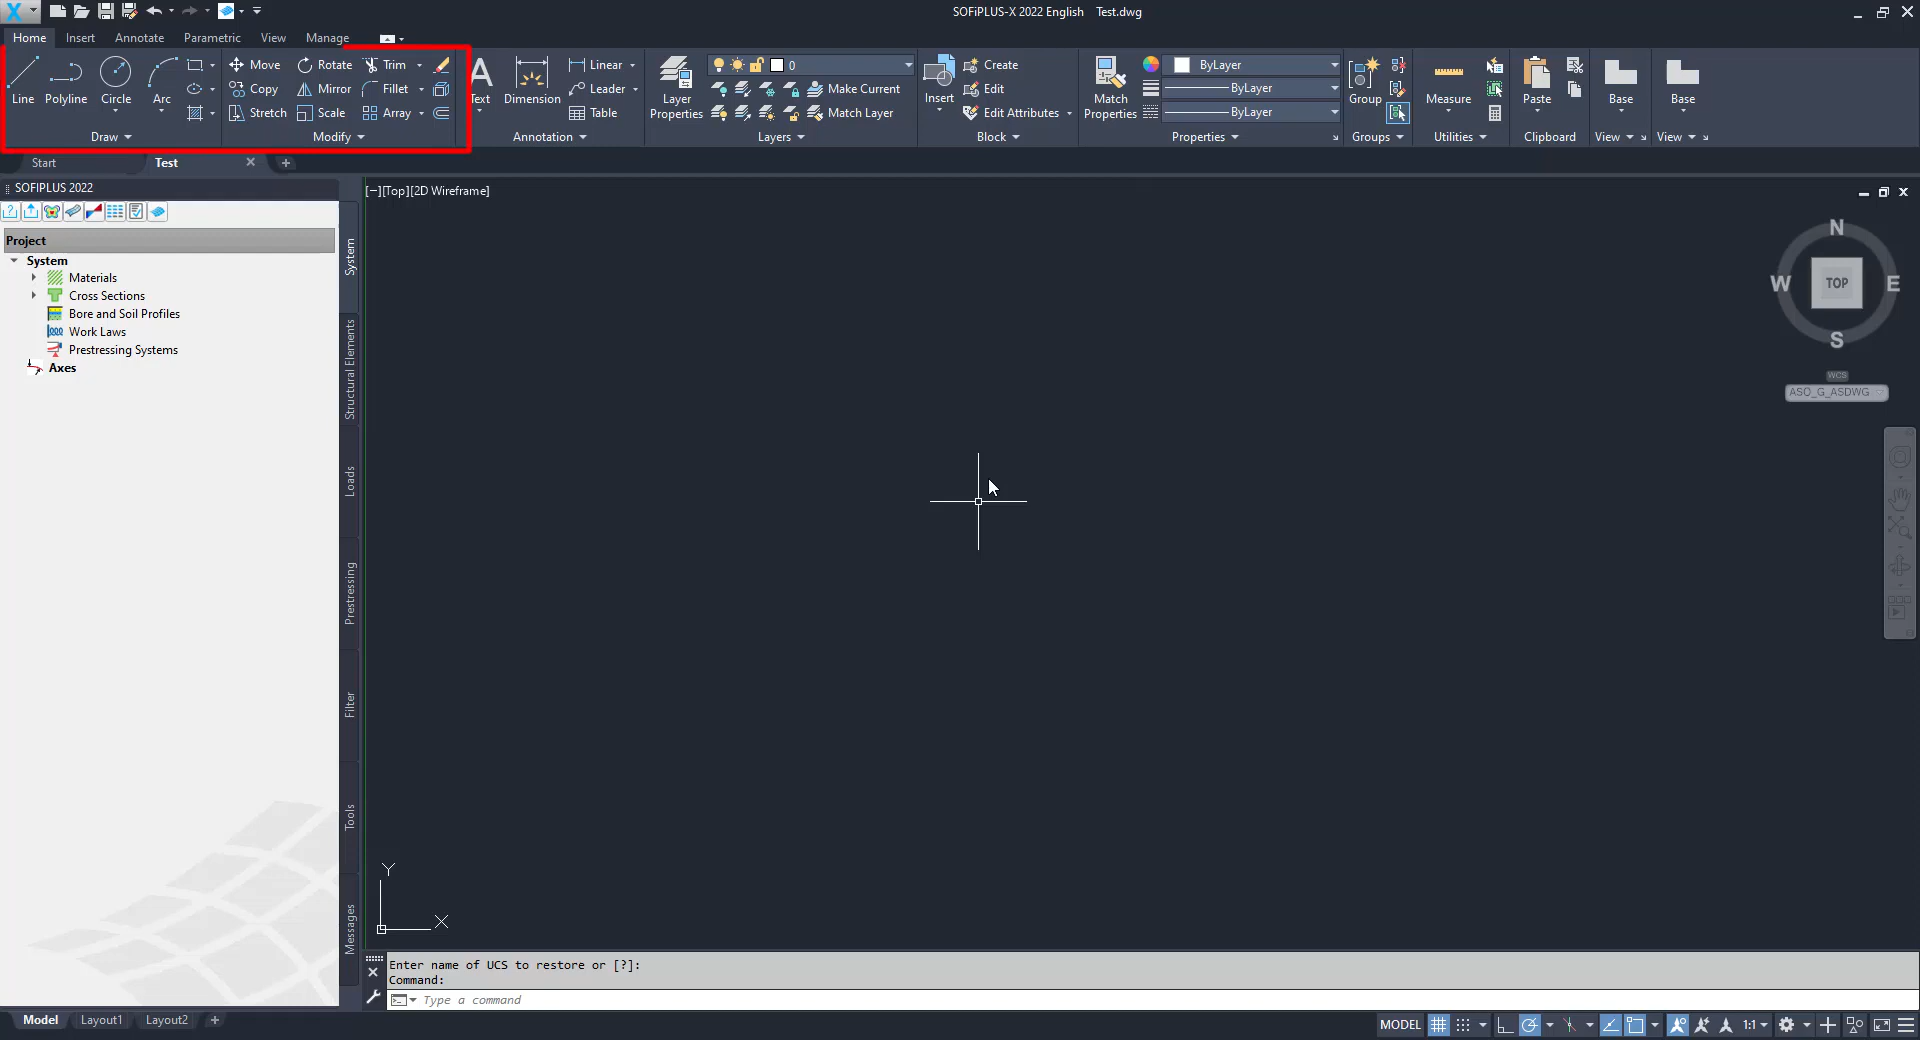 SOFiPLUS-X 2022 English Test.dwg
Home Insert Annotate Parametric View Manage
Line Polyline Circle Arc
Move Rotate Trim
Copy Mirror Fillet
Stretch Scale Array
Text Dimension
Linear
Leader
Table
Layer Properties
0
Make Current
Match Layer
Insert
Create
Edit
Edit Attributes
Match Properties
ByLayer
ByLayer
ByLayer
Group Measure Paste Base Base
Draw Modify Annotation Layers Block Properties Groups Utilities Clipboard View View
Start Test
SOFIPLUS 2022
[−][Top][2D Wireframe]
Project
System
Materials
Cross Sections
Bore and Soil Profiles
Work Laws
Prestressing Systems
Axes
System
Structural Elements
Loads
Prestressing
Filter
Tools
Messages
N
W TOP E
S
WCS
ASO_G_ASDWG
Y
X
Enter name of UCS to restore or [?]:
Command:
Type a command
Model Layout1 Layout2
MODEL 1:1